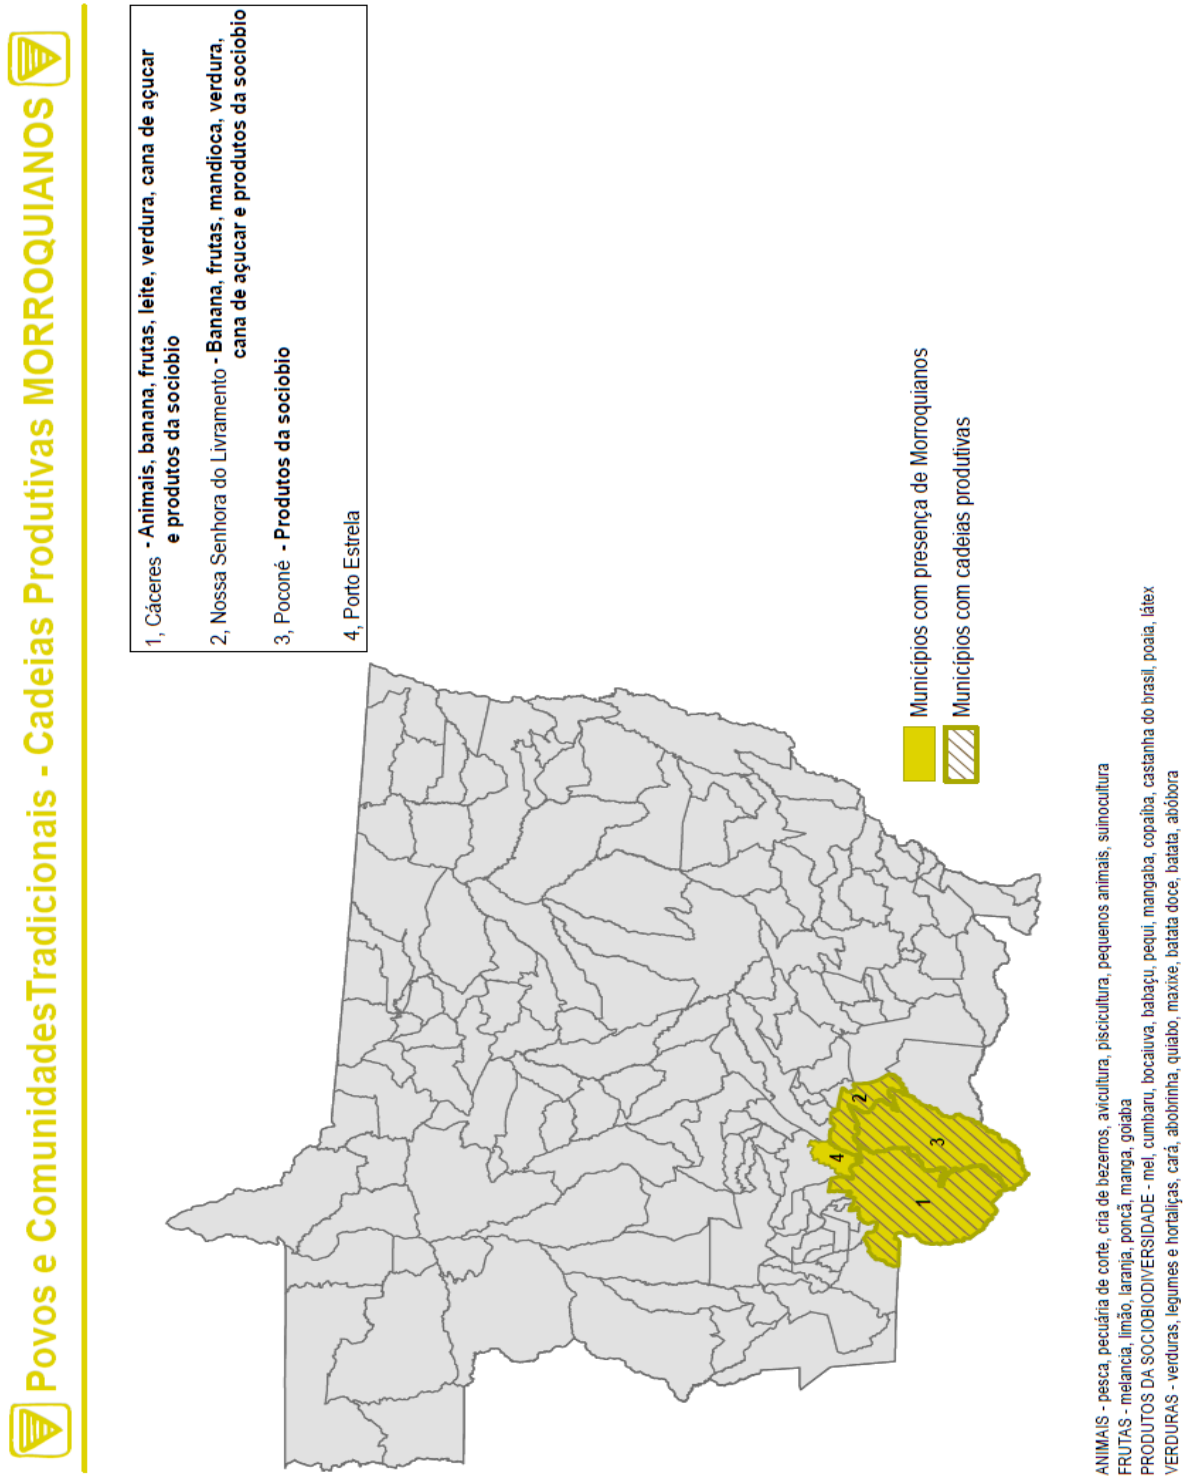 Povos e ComunidadesTradicionais - Cadeias Produtivas MORROQUIANOS
1, Cáceres - Animais, banana, frutas, leite, verdura, cana de açucar
e produtos da sociobio
2, Nossa Senhora do Livramento - Banana, frutas, mandioca, verdura,
cana de açucar e produtos da sociobio
3, Poconé - Produtos da sociobio
4, Porto Estrela
4
2
1
3
Municípios com presença de Morroquianos
Municípios com cadeias produtivas
ANIMAIS - pesca, pecuária de corte, cria de bezerros, avicultura, piscicultura, pequenos animais, suinocultura
FRUTAS - melancia, limão, laranja, poncã, manga, goiaba
PRODUTOS DA SOCIOBIODIVERSIDADE - mel, cumbaru, bocaiuva, babaçu, pequi, mangaba, copaiba, castanha do brasil, poaia, látex
VERDURAS - verduras, legumes e hortaliças, cará, abobrinha, quiabo, maxixe, batata doce, batata, abóbora